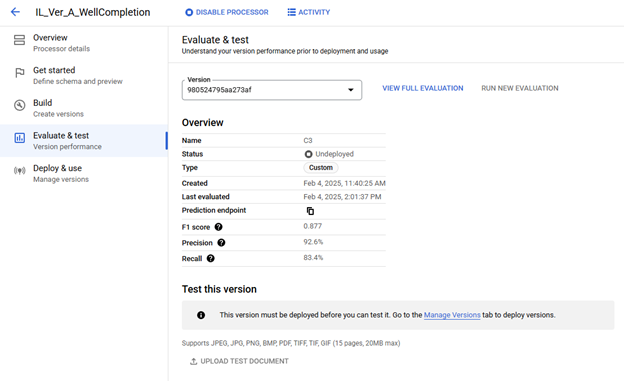 IL_Ver_A_WellCompletion
DISABLE PROCESSOR
ACTIVITY
Overview
Processor details
Get started
Define schema and preview
Build
Create versions
Evaluate & test
Version performance
Deploy & use
Manage versions
Evaluate & test
Understand your version performance prior to deployment and usage
Version
980524795aa273af
VIEW FULL EVALUATION
RUN NEW EVALUATION
Overview
Name C3
Status Undeployed
Type Custom
Created Feb 4, 2025, 11:40:25 AM
Last evaluated Feb 4, 2025, 2:01:37 PM
Prediction endpoint
F1 score 0.877
Precision 92.6%
Recall 83.4%
Test this version
This version must be deployed before you can test it. Go to the Manage Versions tab to deploy versions.
Supports JPEG, JPG, PNG, BMP, PDF, TIFF, TIF, GIF (15 pages, 20MB max)
UPLOAD TEST DOCUMENT